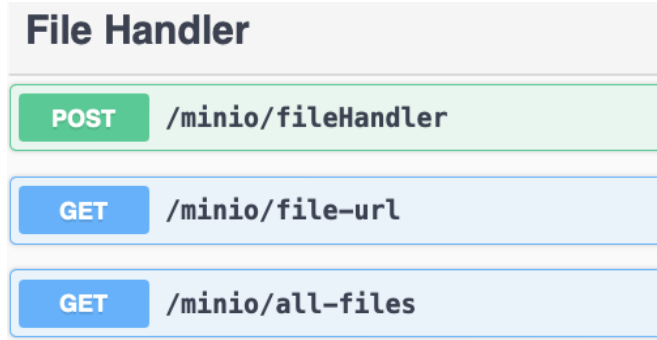 File Handler
POST /minio/fileHandler
GET /minio/file-url
GET /minio/all-files